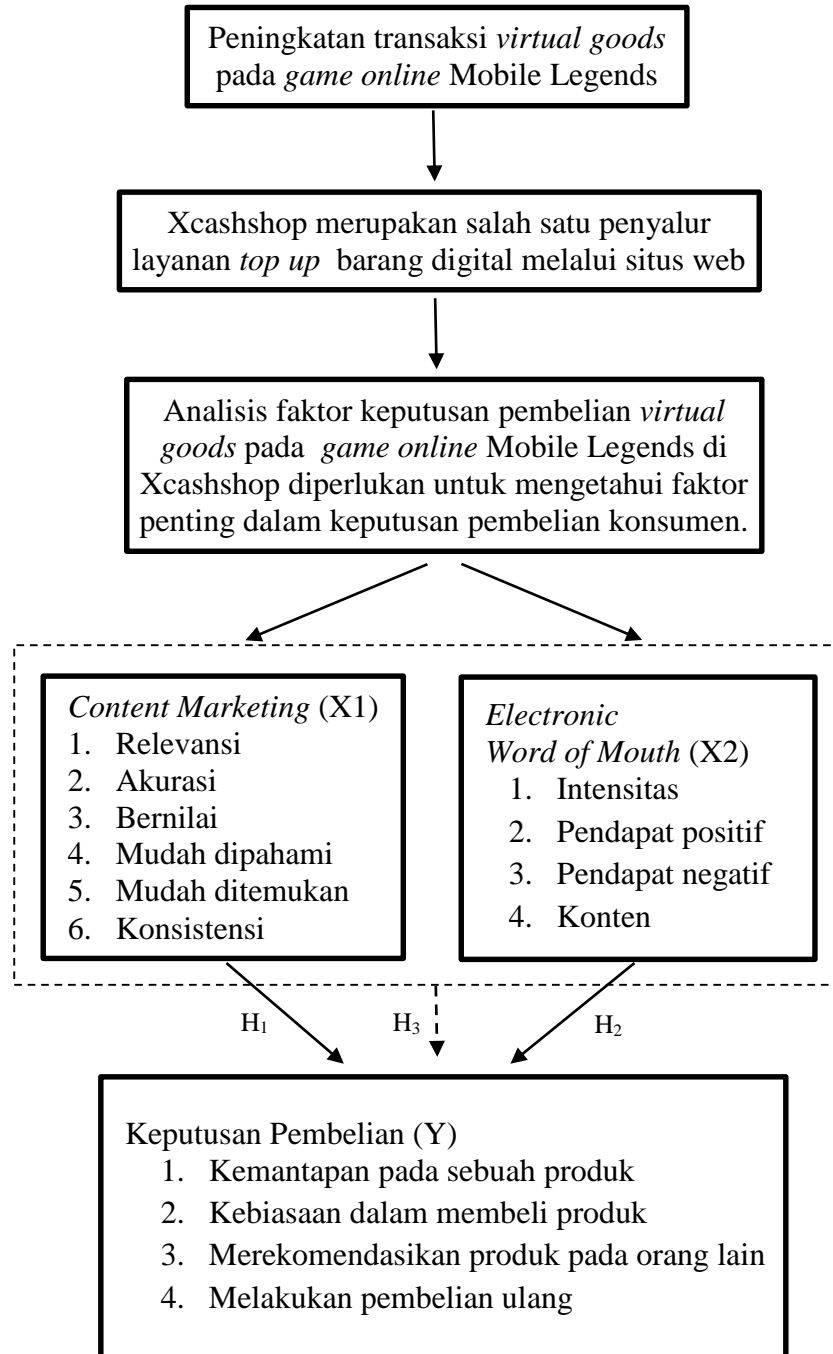 Peningkatan transaksi virtual goods
pada game online Mobile Legends
Xcashshop merupakan salah satu penyalur
layanan top up barang digital melalui situs web
Analisis faktor keputusan pembelian virtual
goods pada game online Mobile Legends di
Xcashshop diperlukan untuk mengetahui faktor
penting dalam keputusan pembelian konsumen.
Content Marketing (X1)
1. Relevansi
2. Akurasi
3. Bernilai
4. Mudah dipahami
5. Mudah ditemukan
6. Konsistensi
Electronic
Word of Mouth (X2)
1. Intensitas
2. Pendapat positif
3. Pendapat negatif
4. Konten
H₁
H₃
H₂
Keputusan Pembelian (Y)
1. Kemantapan pada sebuah produk
2. Kebiasaan dalam membeli produk
3. Merekomendasikan produk pada orang lain
4. Melakukan pembelian ulang